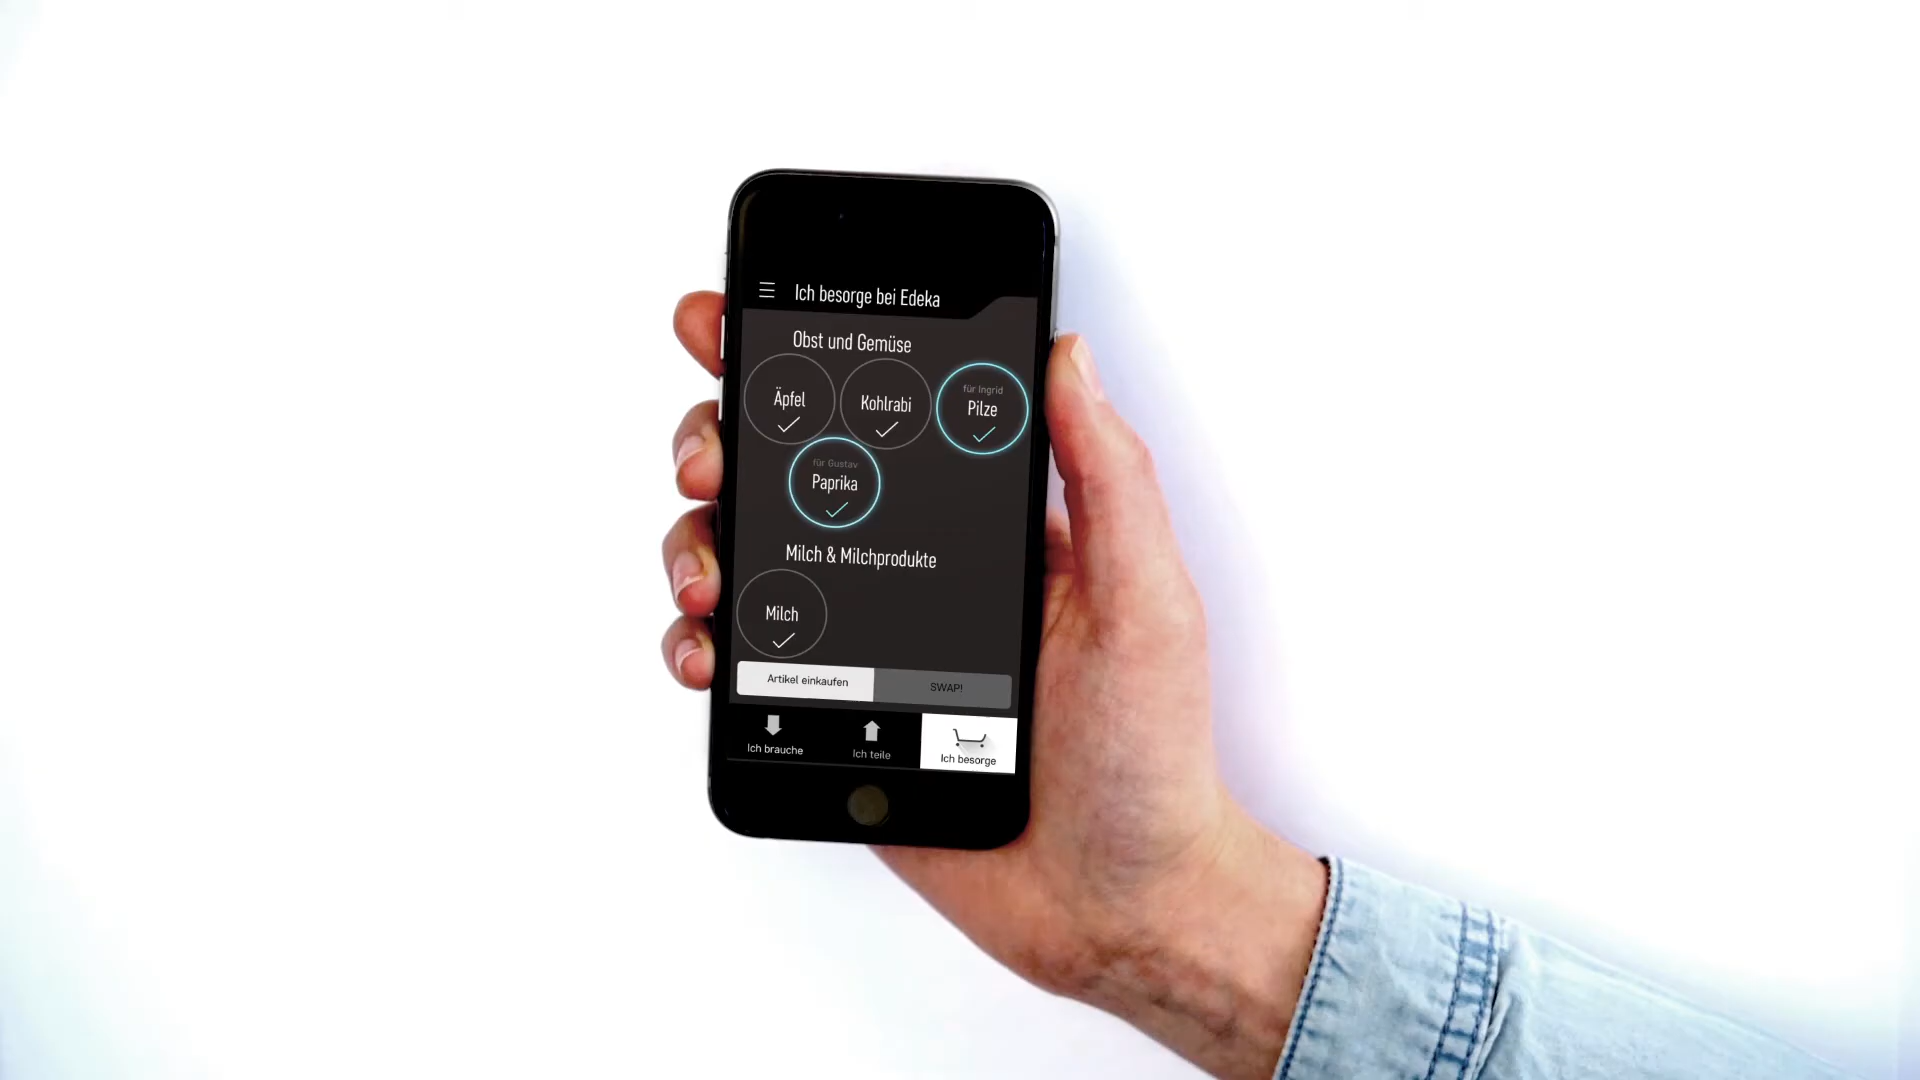 Ich besorge bei Edeka
Obst und Gemüse
Äpfel
Kohlrabi
für Ingrid
Pilze
für Gustav
Paprika
Milch & Milchprodukte
Milch
Artikel einkaufen
SWAP!
Ich brauche
Ich teile
Ich besorge